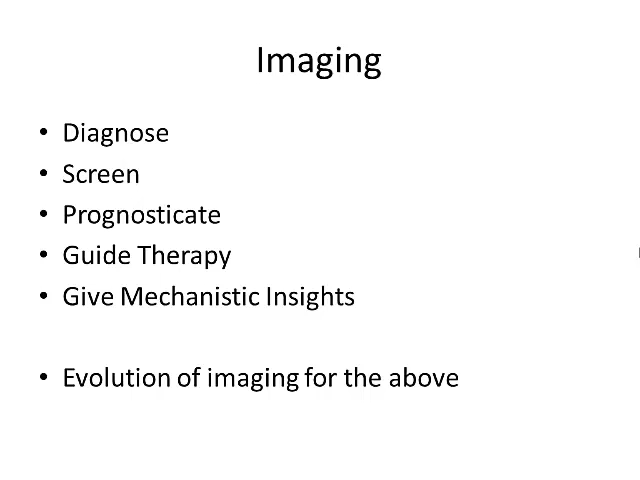 Imaging
• Diagnose
• Screen
• Prognosticate
• Guide Therapy
• Give Mechanistic Insights
• Evolution of imaging for the above